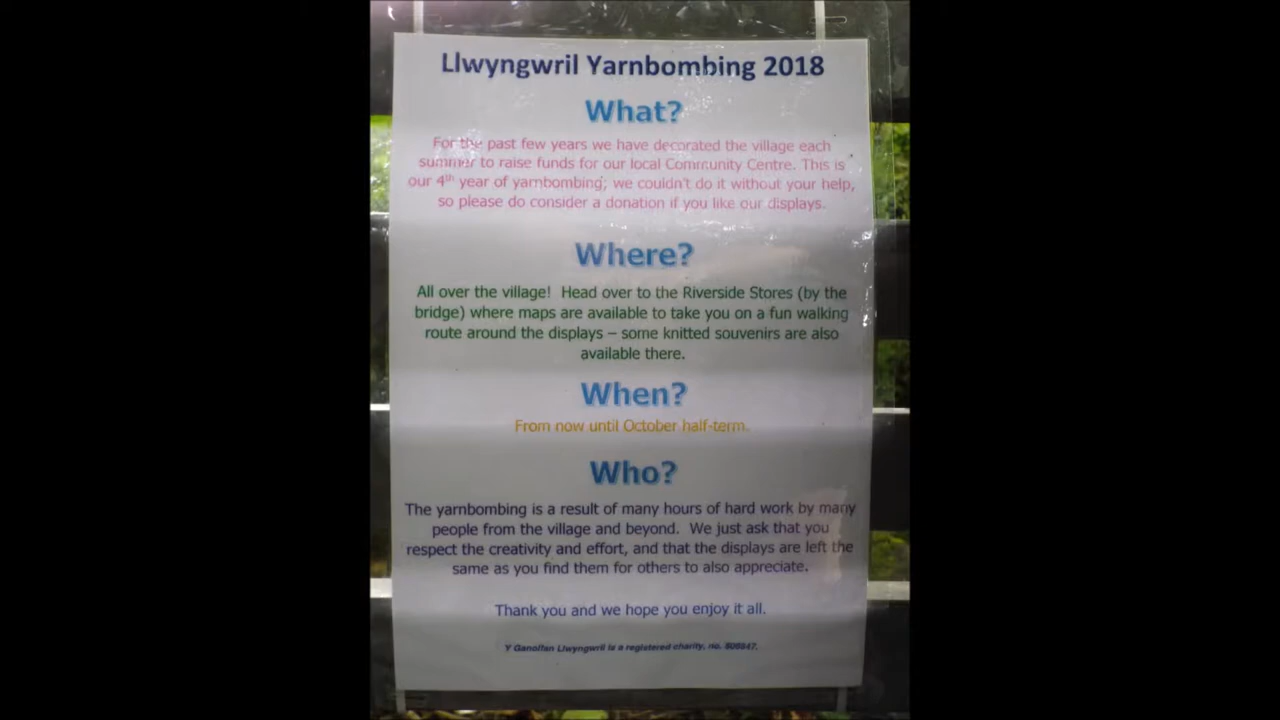 Llwyngwril Yarnbombing 2018
What?
For the past few years we have decorated the village each
summer to raise funds for our local Community Centre. This is
our 4th year of yarnbombing; we couldn't do it without your help,
so please do consider a donation if you like our displays.
Where?
All over the village! Head over to the Riverside Stores (by the
bridge) where maps are available to take you on a fun walking
route around the displays – some knitted souvenirs are also
available there.
When?
From now until October half-term.
Who?
The yarnbombing is a result of many hours of hard work by many
people from the village and beyond. We just ask that you
respect the creativity and effort, and that the displays are left the
same as you find them for others to also appreciate.
Thank you and we hope you enjoy it all.
Y Ganolfan Llwyngwril is a registered charity, no.